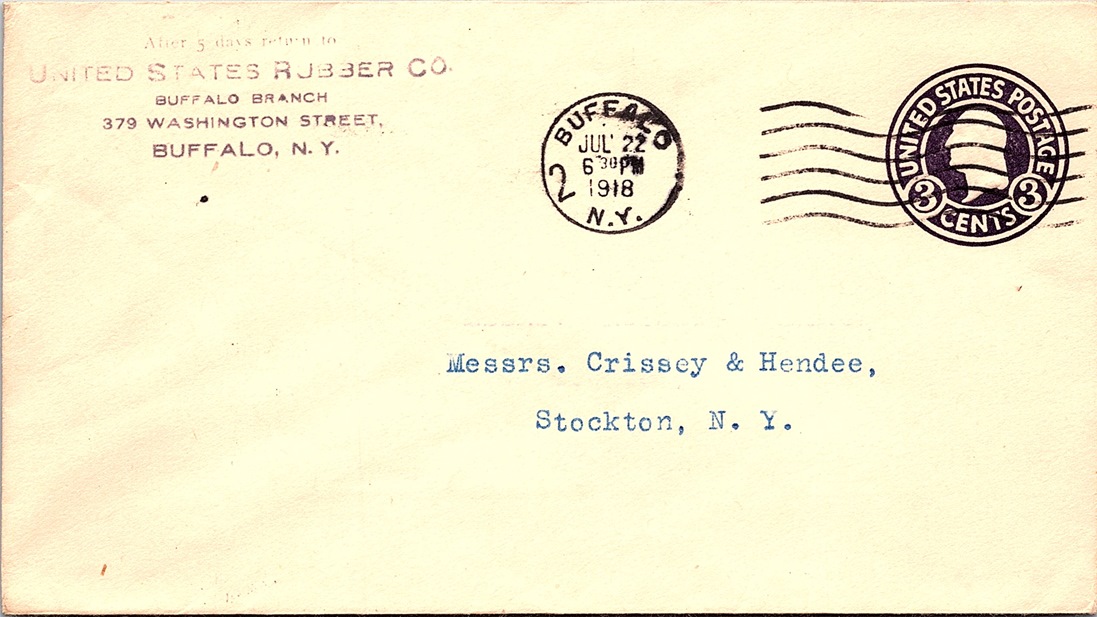 After 5 days return to
UNITED STATES RUBBER CO.
BUFFALO BRANCH
379 WASHINGTON STREET,
BUFFALO, N. Y.
BUFFALO
JUL 22
6 30 PM
1918
2
N.Y.
UNITED STATES POSTAGE
3 CENTS 3
Messrs. Crissey & Hendee,
Stockton, N. Y.